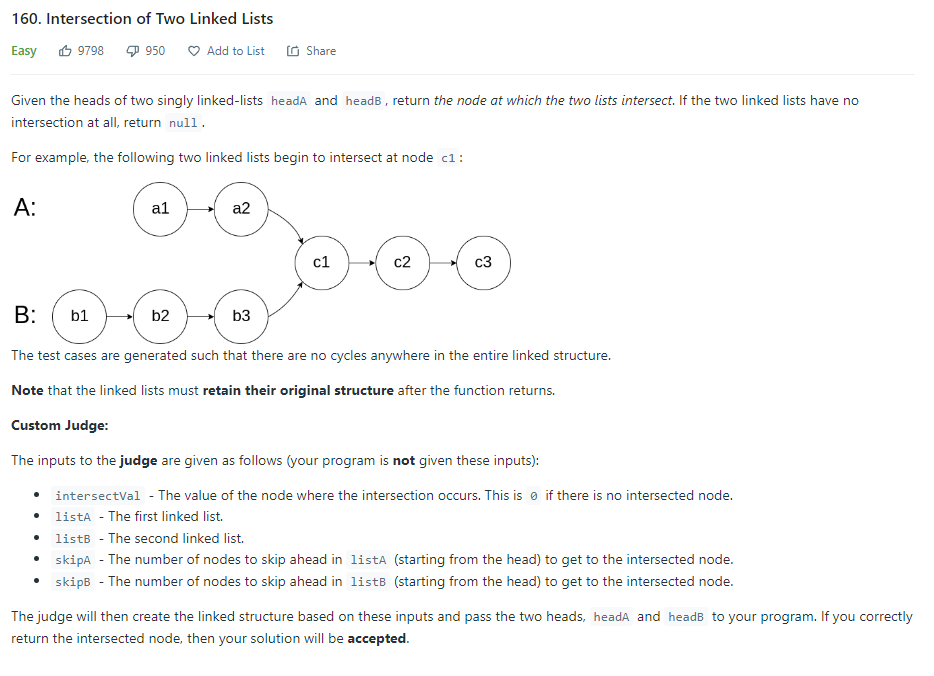 160. Intersection of Two Linked Lists
Easy 9798 950 Add to List Share
Given the heads of two singly linked-lists headA and headB , return the node at which the two lists intersect. If the two linked lists have no
intersection at all, return null .
For example, the following two linked lists begin to intersect at node c1 :
A: a1 a2
c1 c2 c3
B: b1 b2 b3
The test cases are generated such that there are no cycles anywhere in the entire linked structure.
Note that the linked lists must retain their original structure after the function returns.
Custom Judge:
The inputs to the judge are given as follows (your program is not given these inputs):
• intersectVal - The value of the node where the intersection occurs. This is 0 if there is no intersected node.
• listA - The first linked list.
• listB - The second linked list.
• skipA - The number of nodes to skip ahead in listA (starting from the head) to get to the intersected node.
• skipB - The number of nodes to skip ahead in listB (starting from the head) to get to the intersected node.
The judge will then create the linked structure based on these inputs and pass the two heads, headA and headB to your program. If you correctly
return the intersected node, then your solution will be accepted.